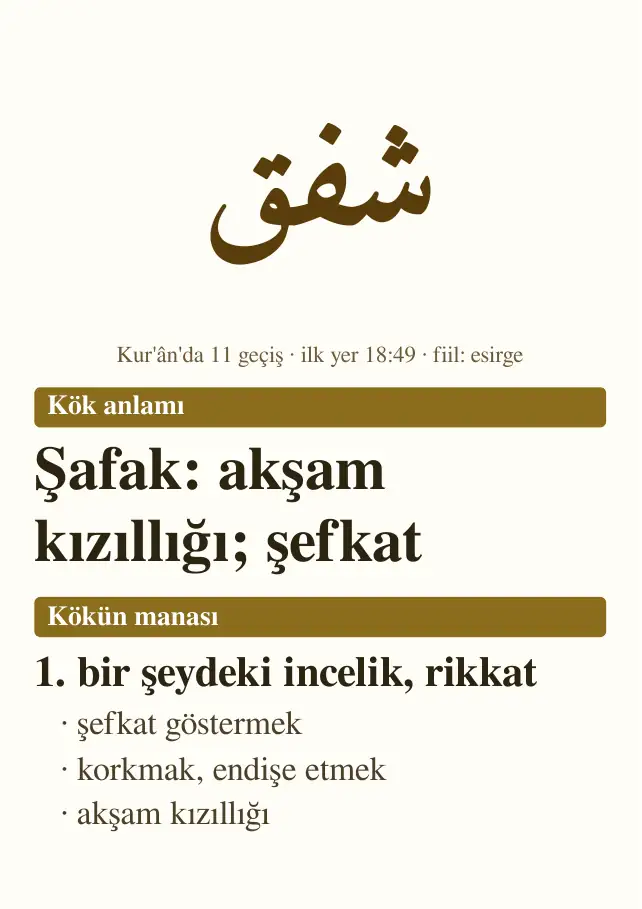 شفق
Kur'ân'da 11 geçiş · ilk yer 18:49 · fiil: esirge
Kök anlamı
Şafak: akşam
kızıllığı; şefkat
Kökün manası
1. bir şeydeki incelik, rikkat
· şefkat göstermek
· korkmak, endişe etmek
· akşam kızıllığı